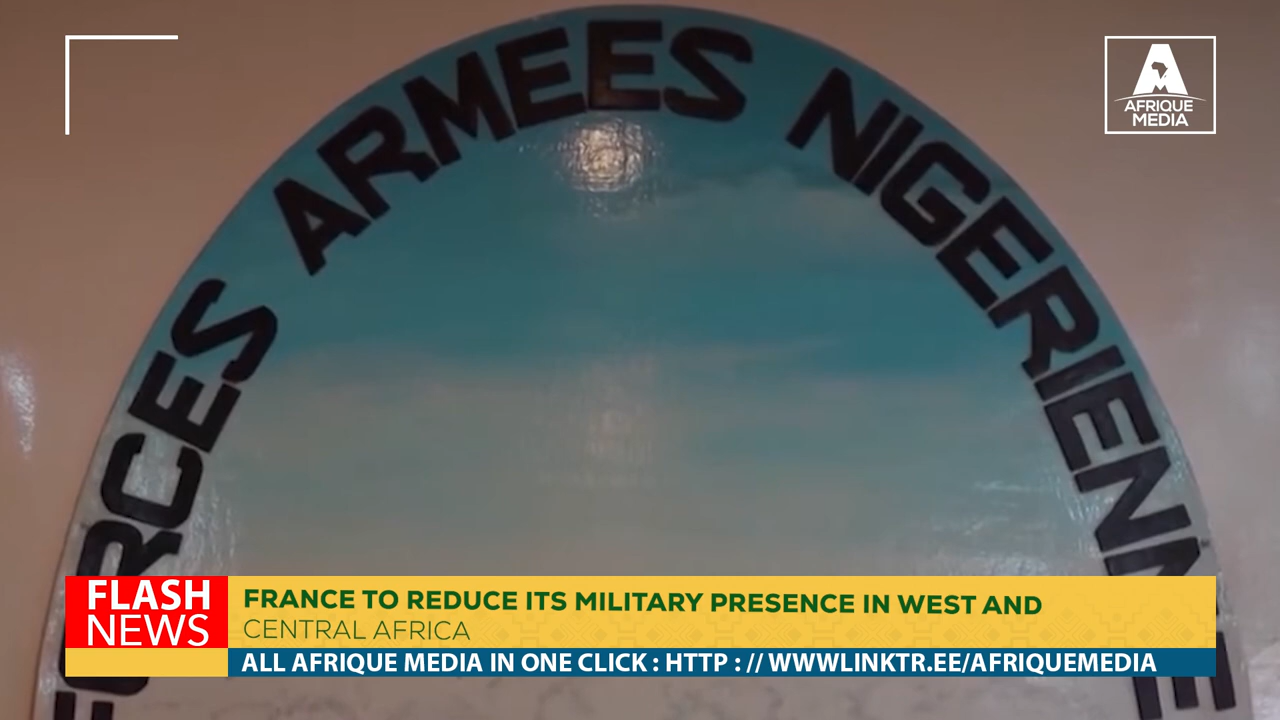 FORCES ARMEES NIGERIENNE
AFRIQUE
MEDIA
FLASH
NEWS
FRANCE TO REDUCE ITS MILITARY PRESENCE IN WEST AND
CENTRAL AFRICA
ALL AFRIQUE MEDIA IN ONE CLICK : HTTP : // WWWLINKTR.EE/AFRIQUEMEDIA